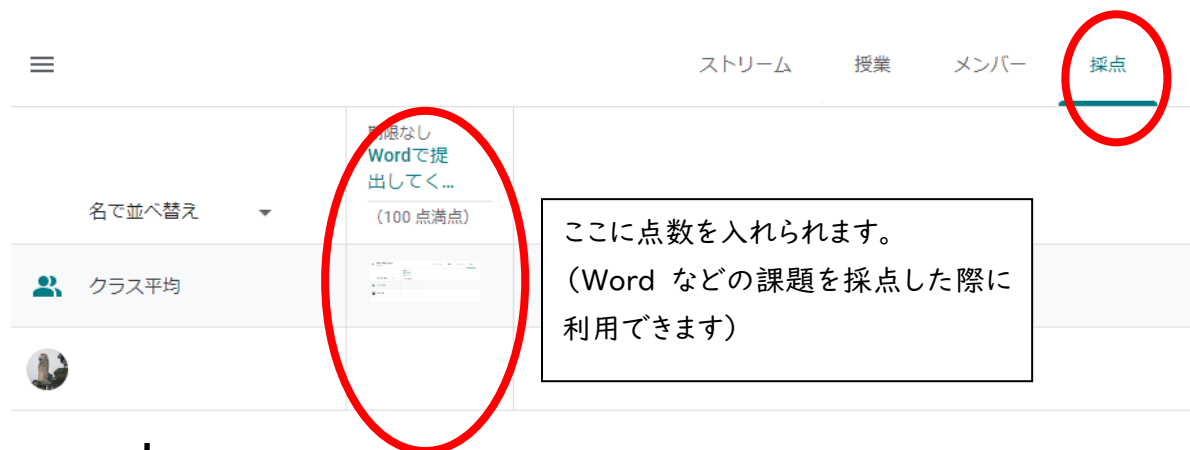 ストリーム 授業 メンバー 採点
期限なし
Wordで提
出してく...
(100 点満点)
名で並べ替え
クラス平均
ここに点数を入れられます。
(Word などの課題を採点した際に
利用できます)